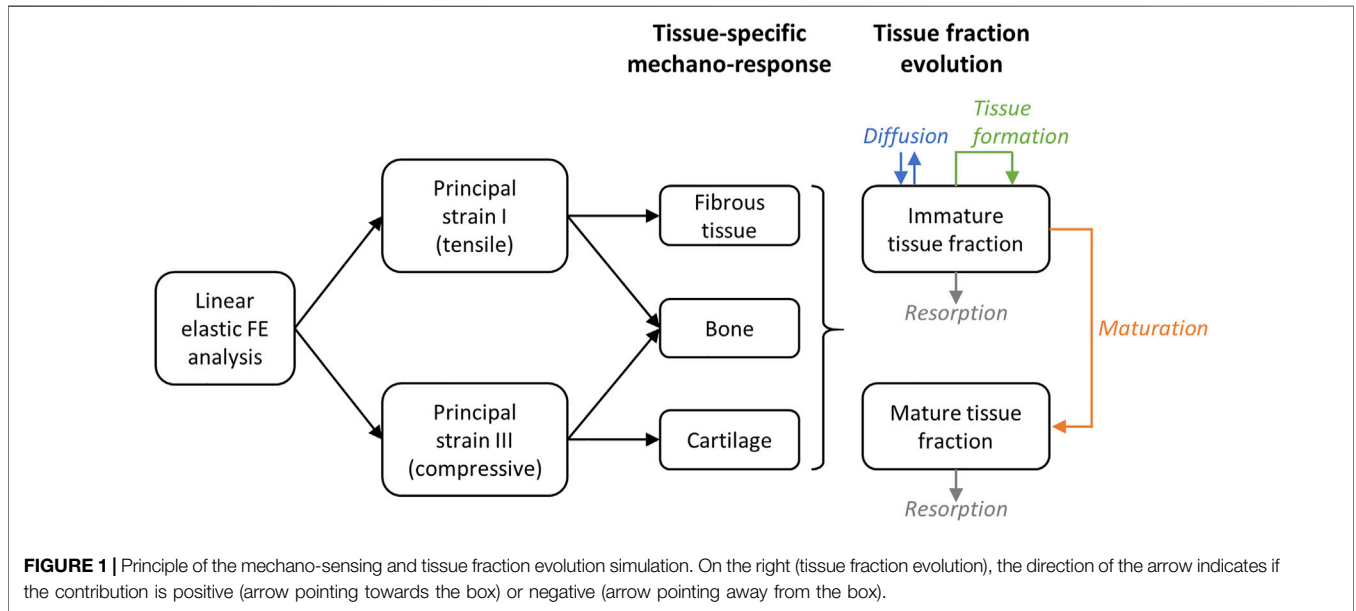 Tissue-specific
mechano-response
Tissue fraction
evolution
Diffusion
Tissue
formation
Linear
elastic FE
analysis
Principal
strain I
(tensile)
Principal
strain III
(compressive)
Fibrous
tissue
Bone
Cartilage
Immature
tissue fraction
Resorption
Maturation
Mature tissue
fraction
Resorption
FIGURE 1 | Principle of the mechano-sensing and tissue fraction evolution simulation. On the right (tissue fraction evolution), the direction of the arrow indicates if
the contribution is positive (arrow pointing towards the box) or negative (arrow pointing away from the box).